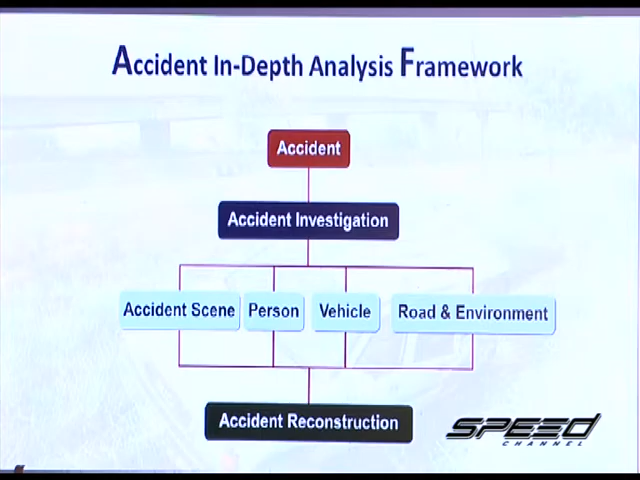 Accident In-Depth Analysis Framework
Accident
Accident Investigation
Accident Scene
Person
Vehicle
Road & Environment
Accident Reconstruction
SPEED
CHANNEL